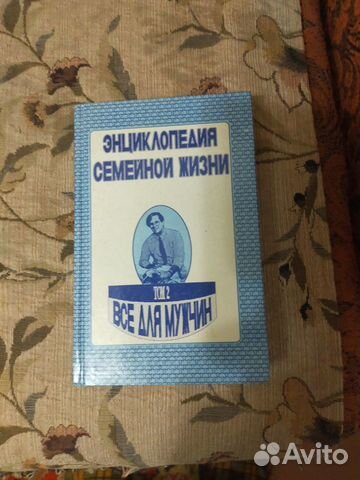 ЭНЦИКЛОПЕДИЯ
СЕМЕЙНОЙ ЖИЗНИ
ТОМ 2
ВСЕ ДЛЯ МУЖЧИН
Avito